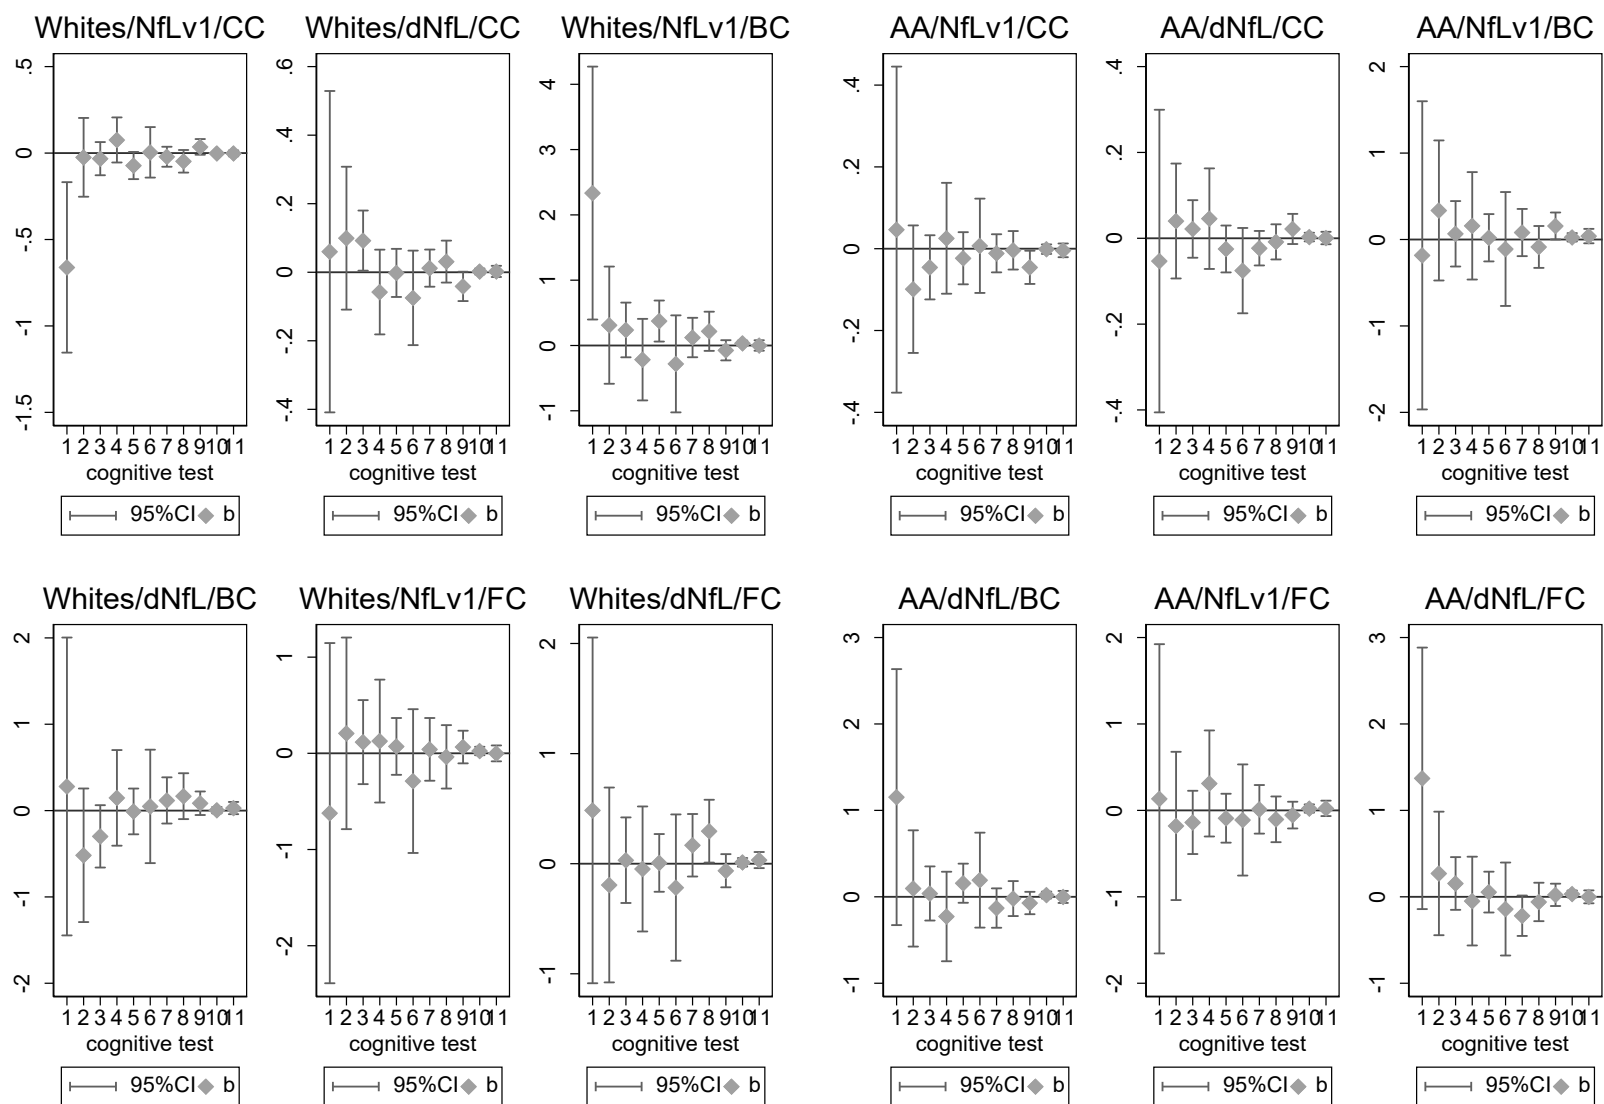 Whites/NfLv1/CC Whites/dNfL/CC Whites/NfLv1/BC AA/NfLv1/CC AA/dNfL/CC AA/NfLv1/BC
.5 0 -.5 -1 -1.5
.6 .4 .2 0 -.2 -.4
4 3 2 1 0 -1
.4 .2 0 -.2 -.4
.4 .2 0 -.2 -.4
2 1 0 -1 -2
1 2 3 4 5 6 7 8 9 10 11 1 2 3 4 5 6 7 8 9 10 11 1 2 3 4 5 6 7 8 9 10 11 1 2 3 4 5 6 7 8 9 10 11 1 2 3 4 5 6 7 8 9 10 11 1 2 3 4 5 6 7 8 9 10 11
cognitive test cognitive test cognitive test cognitive test cognitive test cognitive test
95%CI b 95%CI b 95%CI b 95%CI b 95%CI b 95%CI b
Whites/dNfL/BC Whites/NfLv1/FC Whites/dNfL/FC AA/dNfL/BC AA/NfLv1/FC AA/dNfL/FC
2 1 0 -1 -2
1 0 -1 -2
2 1 0 -1
3 2 1 0 -1
2 1 0 -1 -2
3 2 1 0 -1
1 2 3 4 5 6 7 8 9 10 11 1 2 3 4 5 6 7 8 9 10 11 1 2 3 4 5 6 7 8 9 10 11 1 2 3 4 5 6 7 8 9 10 11 1 2 3 4 5 6 7 8 9 10 11 1 2 3 4 5 6 7 8 9 10 11
cognitive test cognitive test cognitive test cognitive test cognitive test cognitive test
95%CI b 95%CI b 95%CI b 95%CI b 95%CI b 95%CI b